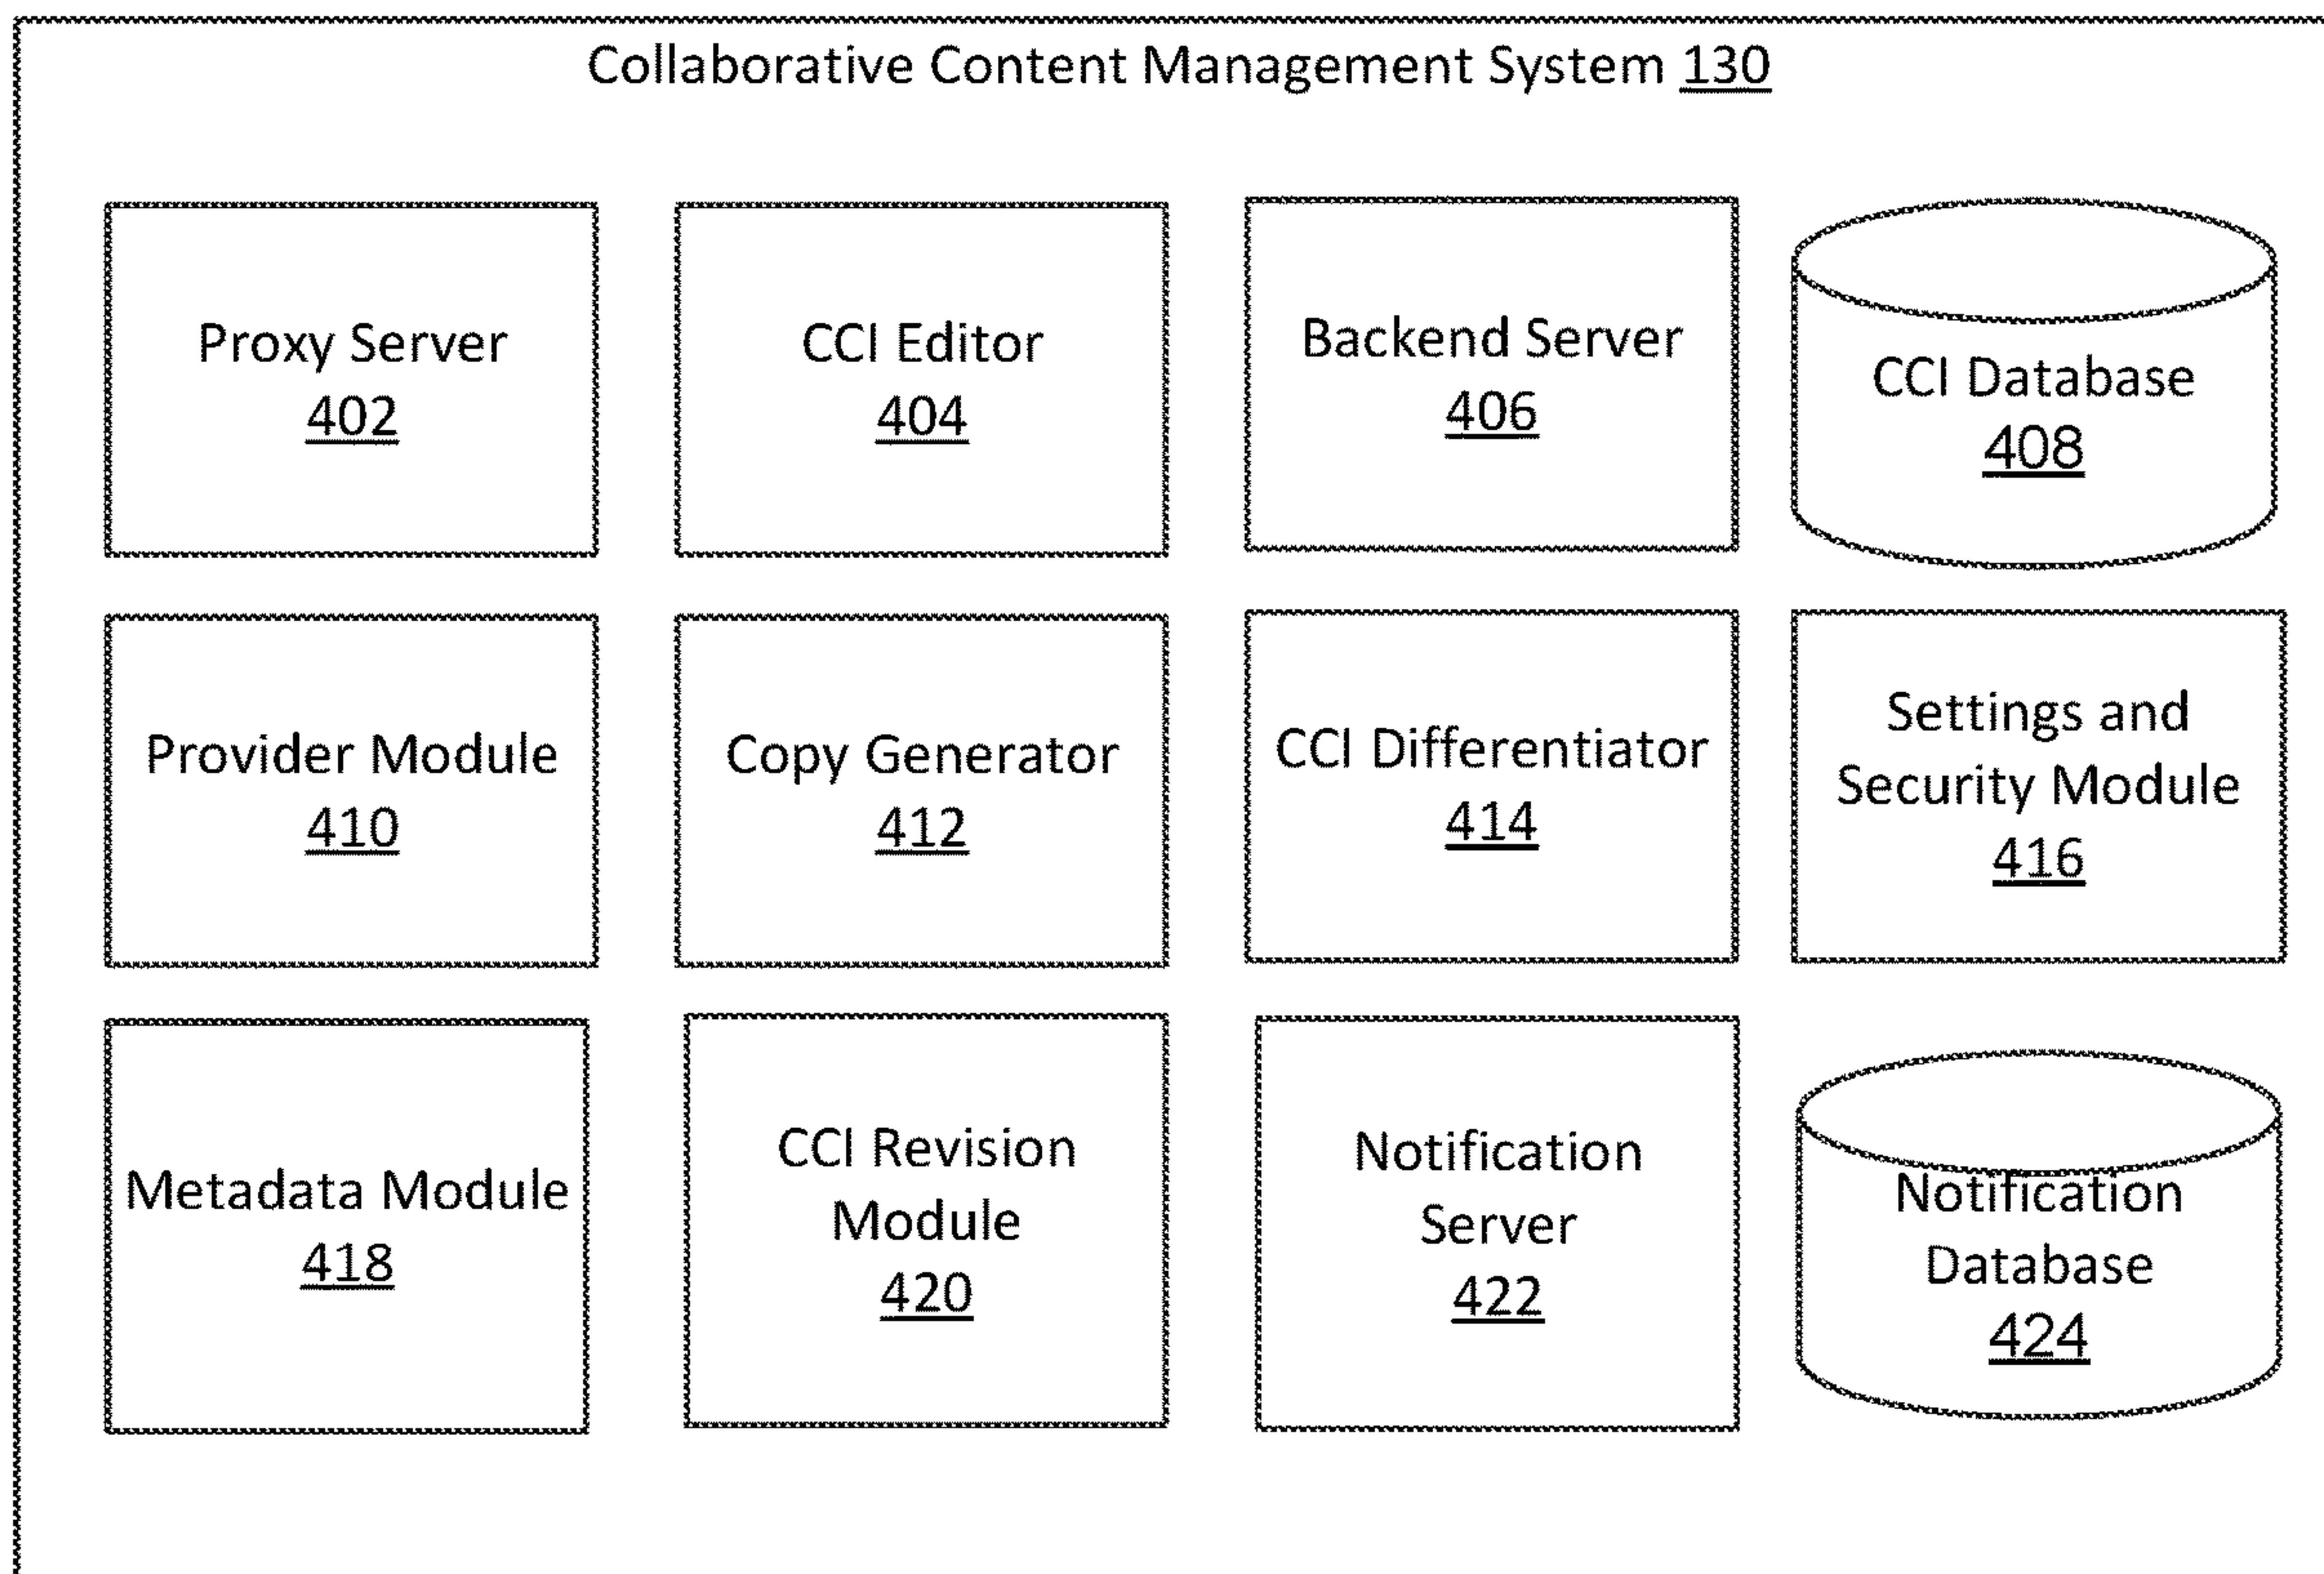 Collaborative Content Management System 130
Proxy Server
402
CCI Editor
404
Backend Server
406
CCI Database
408
Provider Module
410
Copy Generator
412
CCI Differentiator
414
Settings and
Security Module
416
Metadata Module
418
CCI Revision
Module
420
Notification
Server
422
Notification
Database
424